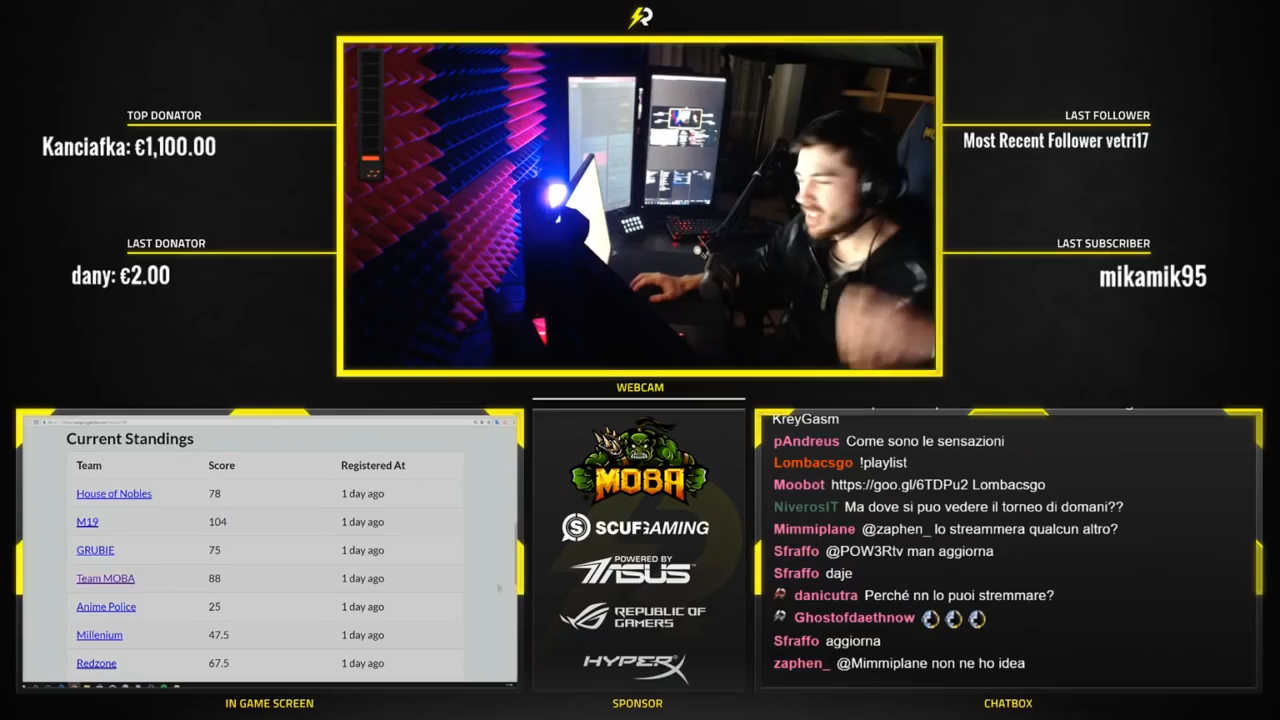 TOP DONATOR
Kanciafka: €1,100.00
LAST DONATOR
dany: €2.00
LAST FOLLOWER
Most Recent Follower vetri17
LAST SUBSCRIBER
mikamik95
WEBCAM
Current Standings
Team Score Registered At
House of Nobles 78 1 day ago
M19 104 1 day ago
GRUBIE 75 1 day ago
Team MOBA 88 1 day ago
Anime Police 25 1 day ago
Millenium 47.5 1 day ago
Redzone 67.5 1 day ago
IN GAME SCREEN
MOBA
SCUFGAMING
POWERED BY
ASUS
REPUBLIC OF
GAMERS
HYPERX
SPONSOR
KreyGasm
pAndreus Come sono le sensazioni
Lombacsgo !playlist
Moobot https://goo.gl/6TDPu2 Lombacsgo
NiverosIT Ma dove si puo vedere il torneo di domani??
Mimmiplane @zaphen_ lo streammera qualcun altro?
Sfraffo @POW3Rtv man aggiorna
Sfraffo daje
danicutra Perché nn lo puoi stremmare?
Ghostofdaethnow
Sfraffo aggiorna
zaphen_ @Mimmiplane non ne ho idea
CHATBOX